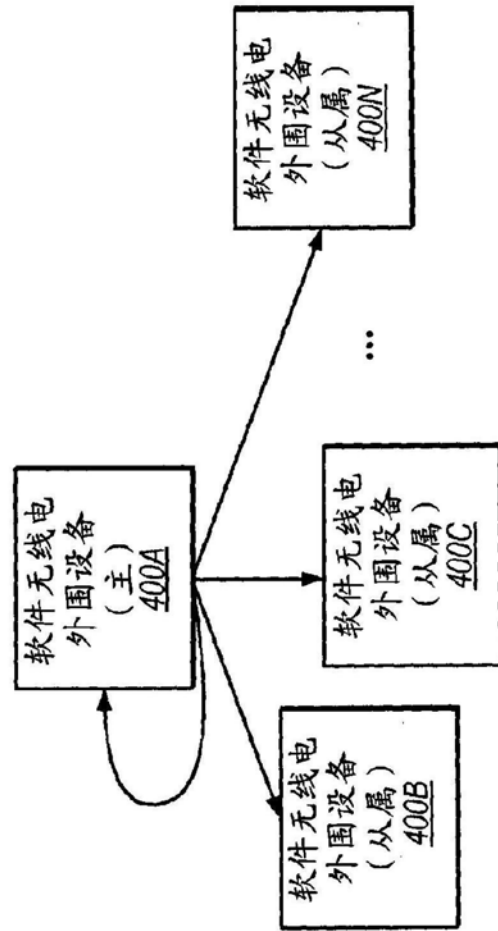 软件无线电
外围设备
(主)
400A
软件无线电
外围设备
(从属)
400B
软件无线电
外围设备
(从属)
400C
...
软件无线电
外围设备
(从属)
400N